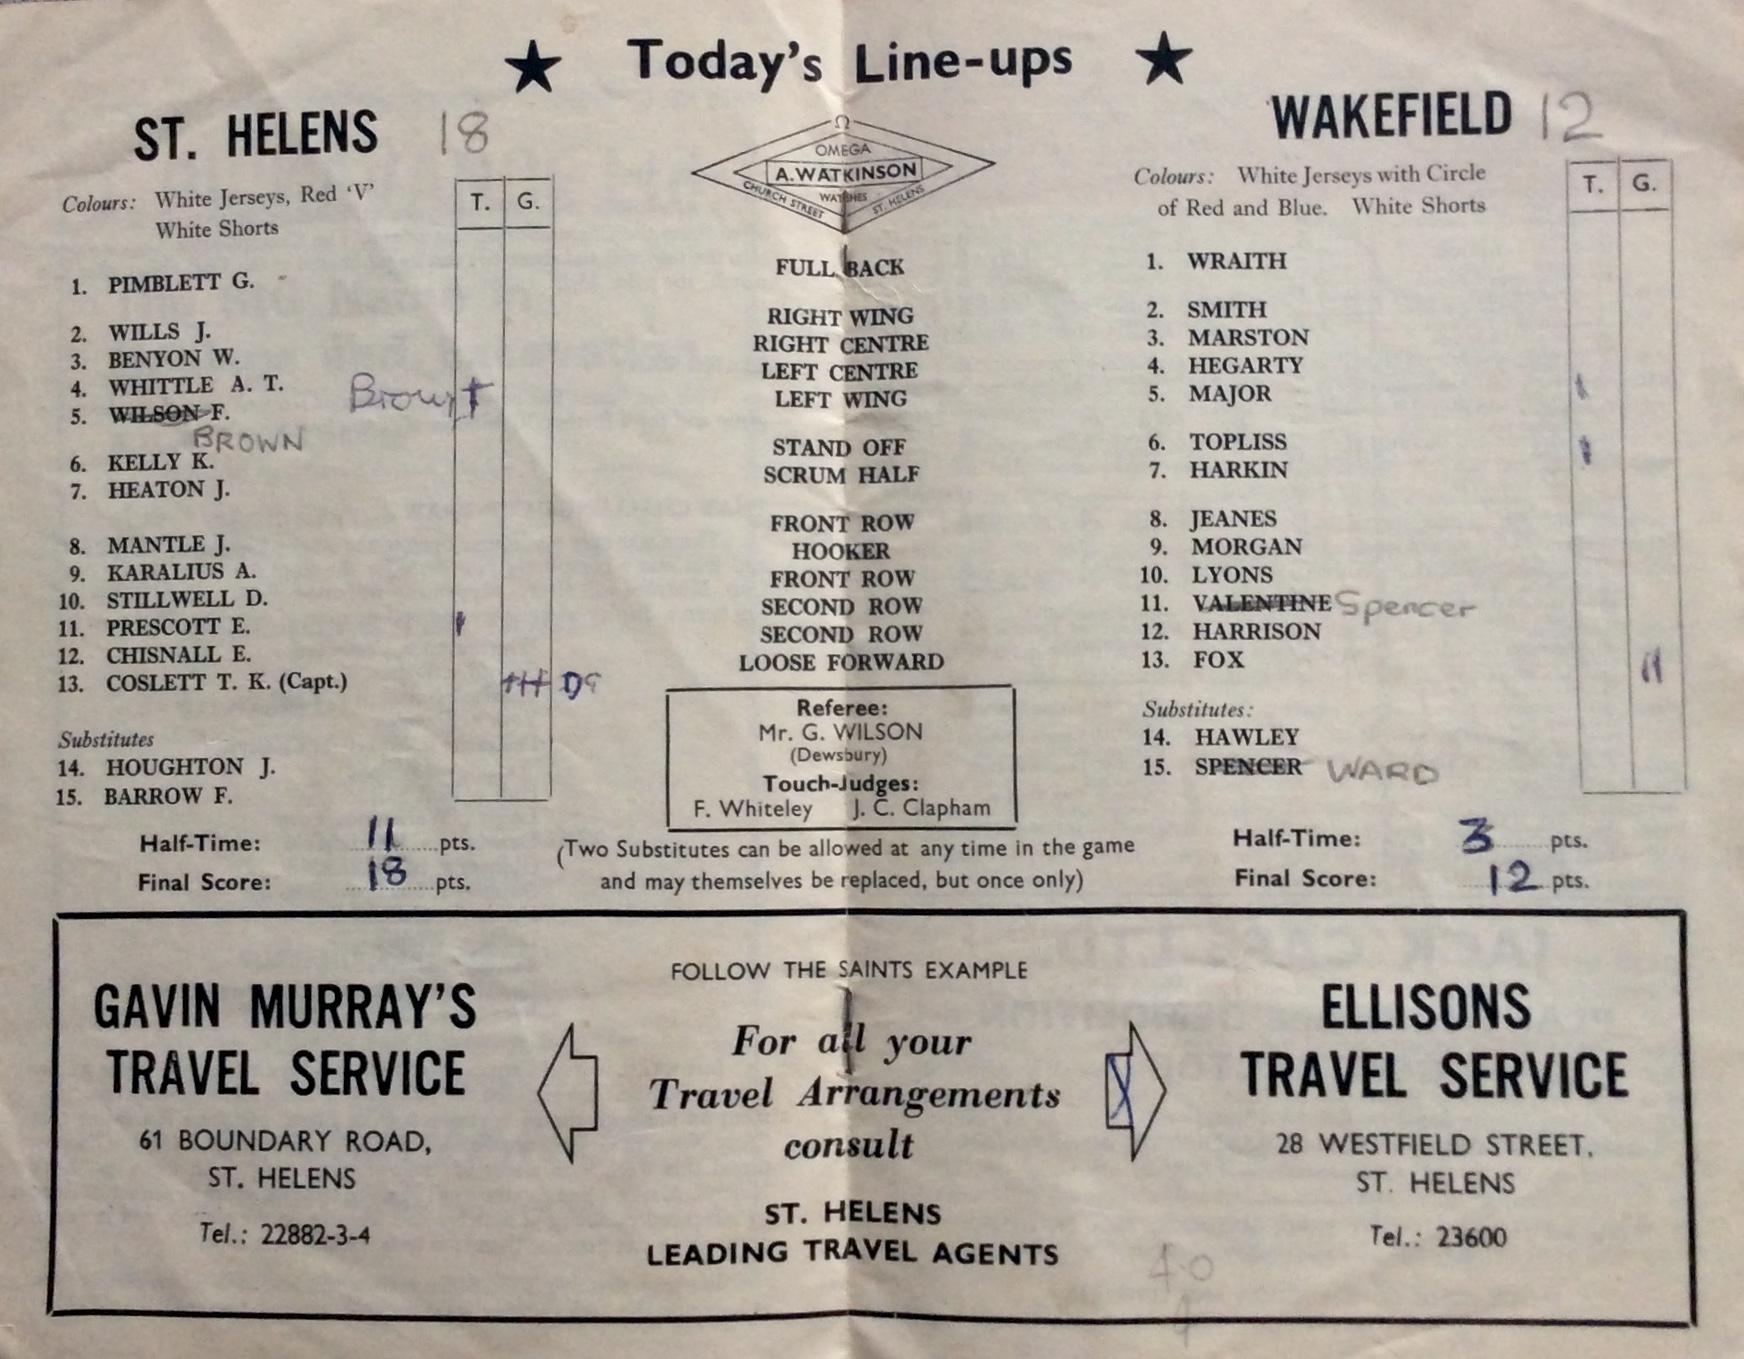 ★ Today's Line-ups ★
ST. HELENS 18
Colours: White Jerseys, Red 'V'
White Shorts
T. G.
1. PIMBLETT G.
2. WILLS J.
3. BENYON W.
4. WHITTLE A. T.
Brown
5. WILSON F.
BROWN
6. KELLY K.
7. HEATON J.
8. MANTLE J.
9. KARALIUS A.
10. STILLWELL D.
11. PRESCOTT E.
12. CHISNALL E.
13. COSLETT T. K. (Capt.)
Substitutes
14. HOUGHTON J.
15. BARROW F.
Half-Time: 11 pts.
Final Score: 18 pts.
Ω
OMEGA
A. WATKINSON
WATCHES
CHURCH STREET
ST. HELENS
FULL BACK
RIGHT WING
RIGHT CENTRE
LEFT CENTRE
LEFT WING
STAND OFF
SCRUM HALF
FRONT ROW
HOOKER
FRONT ROW
SECOND ROW
SECOND ROW
LOOSE FORWARD
Referee:
Mr. G. WILSON
(Dewsbury)
Touch-Judges:
F. Whiteley J. C. Clapham
(Two Substitutes can be allowed at any time in the game
and may themselves be replaced, but once only)
WAKEFIELD 12
Colours: White Jerseys with Circle
of Red and Blue. White Shorts
T. G.
1. WRAITH
2. SMITH
3. MARSTON
4. HEGARTY
5. MAJOR
6. TOPLISS
7. HARKIN
8. JEANES
9. MORGAN
10. LYONS
11. VALENTINE Spencer
12. HARRISON
13. FOX
Substitutes:
14. HAWLEY
15. SPENCER WARD
Half-Time: 3 pts.
Final Score: 12 pts.
GAVIN MURRAY'S
TRAVEL SERVICE
61 BOUNDARY ROAD,
ST. HELENS
Tel.: 22882-3-4
FOLLOW THE SAINTS EXAMPLE
For all your
Travel Arrangements
consult
ST. HELENS
LEADING TRAVEL AGENTS
ELLISONS
TRAVEL SERVICE
28 WESTFIELD STREET,
ST. HELENS
Tel.: 23600